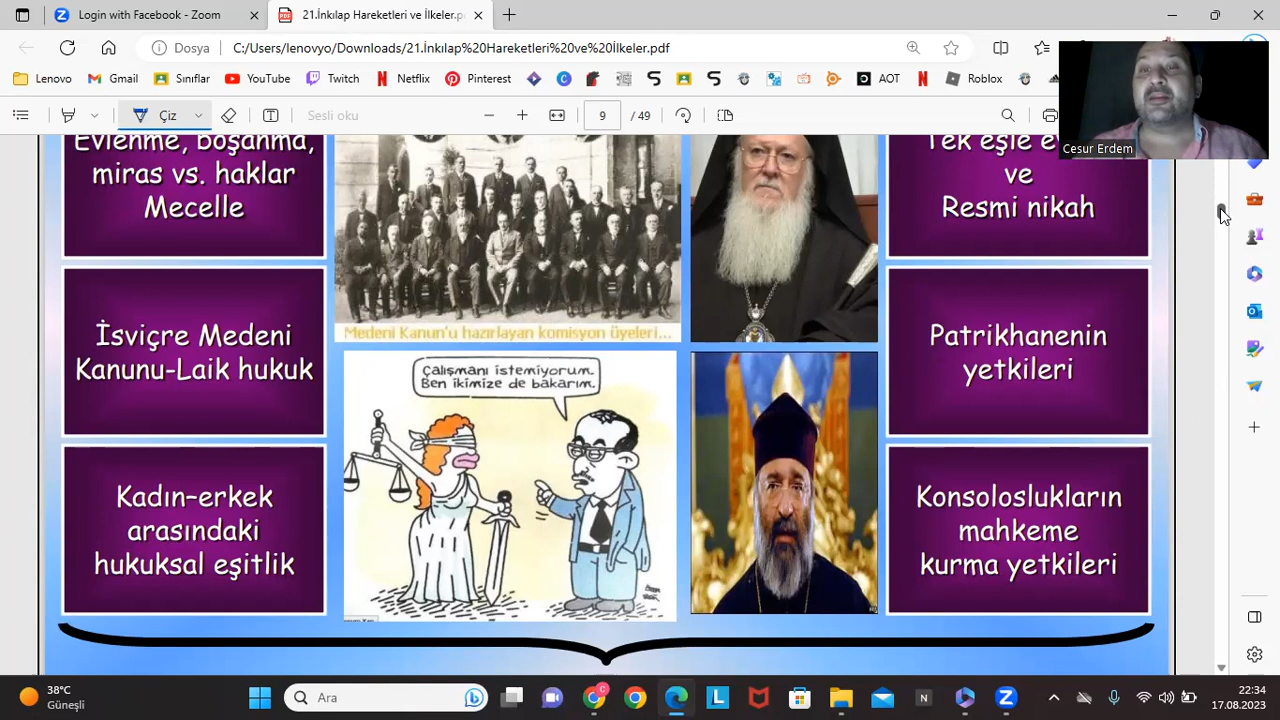 Login with Facebook - Zoom
21.İnkılap Hareketleri ve İlkeler.p
Dosya
C:/Users/lenovyo/Downloads/21.İnkılap%20Hareketleri%20ve%20İlkeler.pdf
Lenovo
Gmail
Sınıflar
YouTube
Twitch
Netflix
Pinterest
AOT
Roblox
Çiz
Sesli oku
9
/ 49
Cesur Erdem
Evlenme, boşanma,
miras vs. haklar
Mecelle
Tek eşle e
ve
Resmi nikah
Medeni Kanun'u hazırlayan komisyon üyeleri...
İsviçre Medeni
Kanunu-Laik hukuk
Patrikhanenin
yetkileri
Çalışmanı istemiyorum.
Ben ikimize de bakarım.
Kadın–erkek
arasındaki
hukuksal eşitlik
Konsoloslukların
mahkeme
kurma yetkileri
38°C
Güneşli
Ara
22:34
17.08.2023